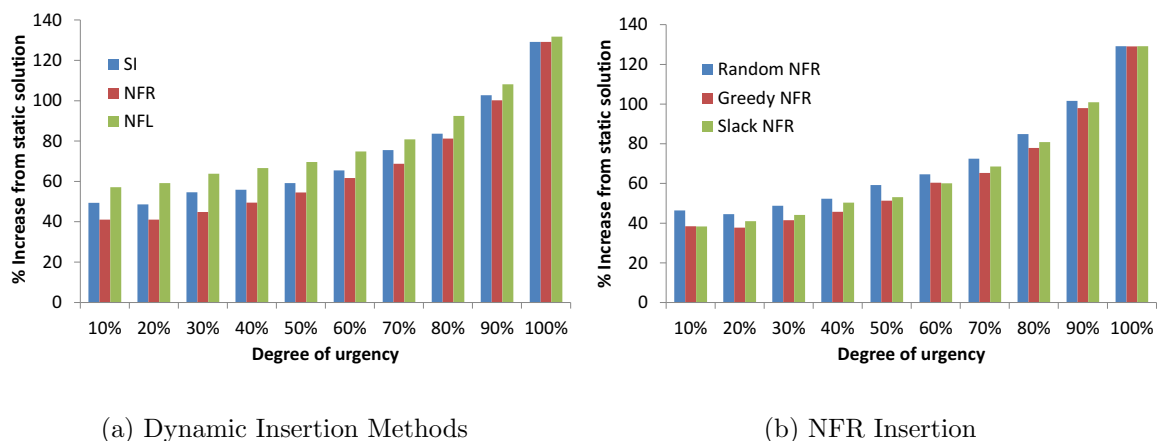 % Increase from static solution
140
120
100
80
60
40
20
0
SI
NFR
NFL
10% 20% 30% 40% 50% 60% 70% 80% 90% 100%
Degree of urgency
(a) Dynamic Insertion Methods
% Increase from static solution
140
120
100
80
60
40
20
0
Random NFR
Greedy NFR
Slack NFR
10% 20% 30% 40% 50% 60% 70% 80% 90% 100%
Degree of urgency
(b) NFR Insertion